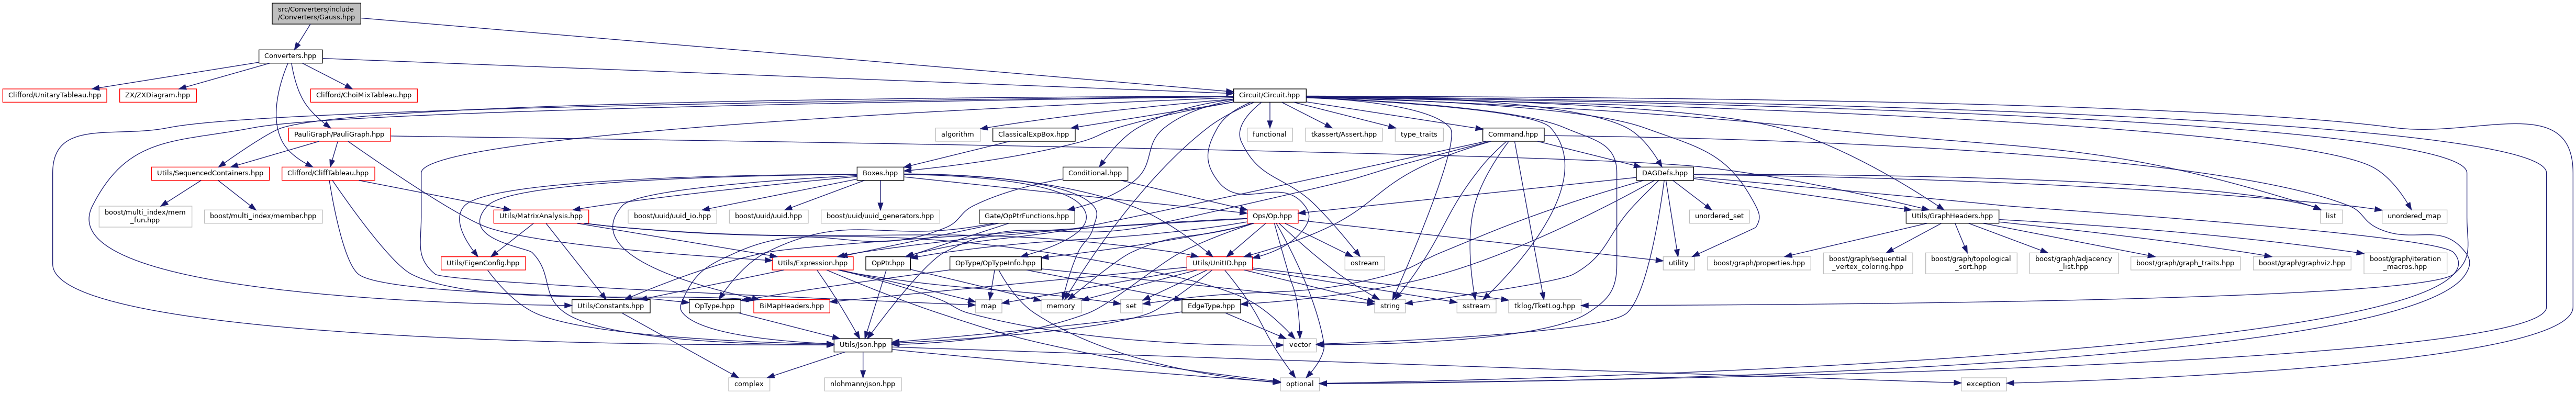 src/Converters/include
/Converters/Gauss.hpp
Converters.hpp
Clifford/UnitaryTableau.hpp
ZX/ZXDiagram.hpp
Clifford/ChoiMixTableau.hpp
Circuit/Circuit.hpp
PauliGraph/PauliGraph.hpp
algorithm
ClassicalExpBox.hpp
functional
tkassert/Assert.hpp
type_traits
Command.hpp
Utils/SequencedContainers.hpp
Clifford/CliffTableau.hpp
Boxes.hpp
Conditional.hpp
DAGDefs.hpp
boost/multi_index/mem
_fun.hpp
boost/multi_index/member.hpp
Utils/MatrixAnalysis.hpp
boost/uuid/uuid_io.hpp
boost/uuid/uuid.hpp
boost/uuid/uuid_generators.hpp
Gate/OpPtrFunctions.hpp
Ops/Op.hpp
unordered_set
Utils/GraphHeaders.hpp
list
unordered_map
Utils/EigenConfig.hpp
Utils/Expression.hpp
OpPtr.hpp
OpType/OpTypeInfo.hpp
Utils/UnitID.hpp
ostream
utility
boost/graph/properties.hpp
boost/graph/sequential
_vertex_coloring.hpp
boost/graph/topological
_sort.hpp
boost/graph/adjacency
_list.hpp
boost/graph/graph_traits.hpp
boost/graph/graphviz.hpp
boost/graph/iteration
_macros.hpp
Utils/Constants.hpp
OpType.hpp
BiMapHeaders.hpp
map
memory
set
EdgeType.hpp
string
sstream
tklog/TketLog.hpp
Utils/Json.hpp
vector
complex
nlohmann/json.hpp
optional
exception